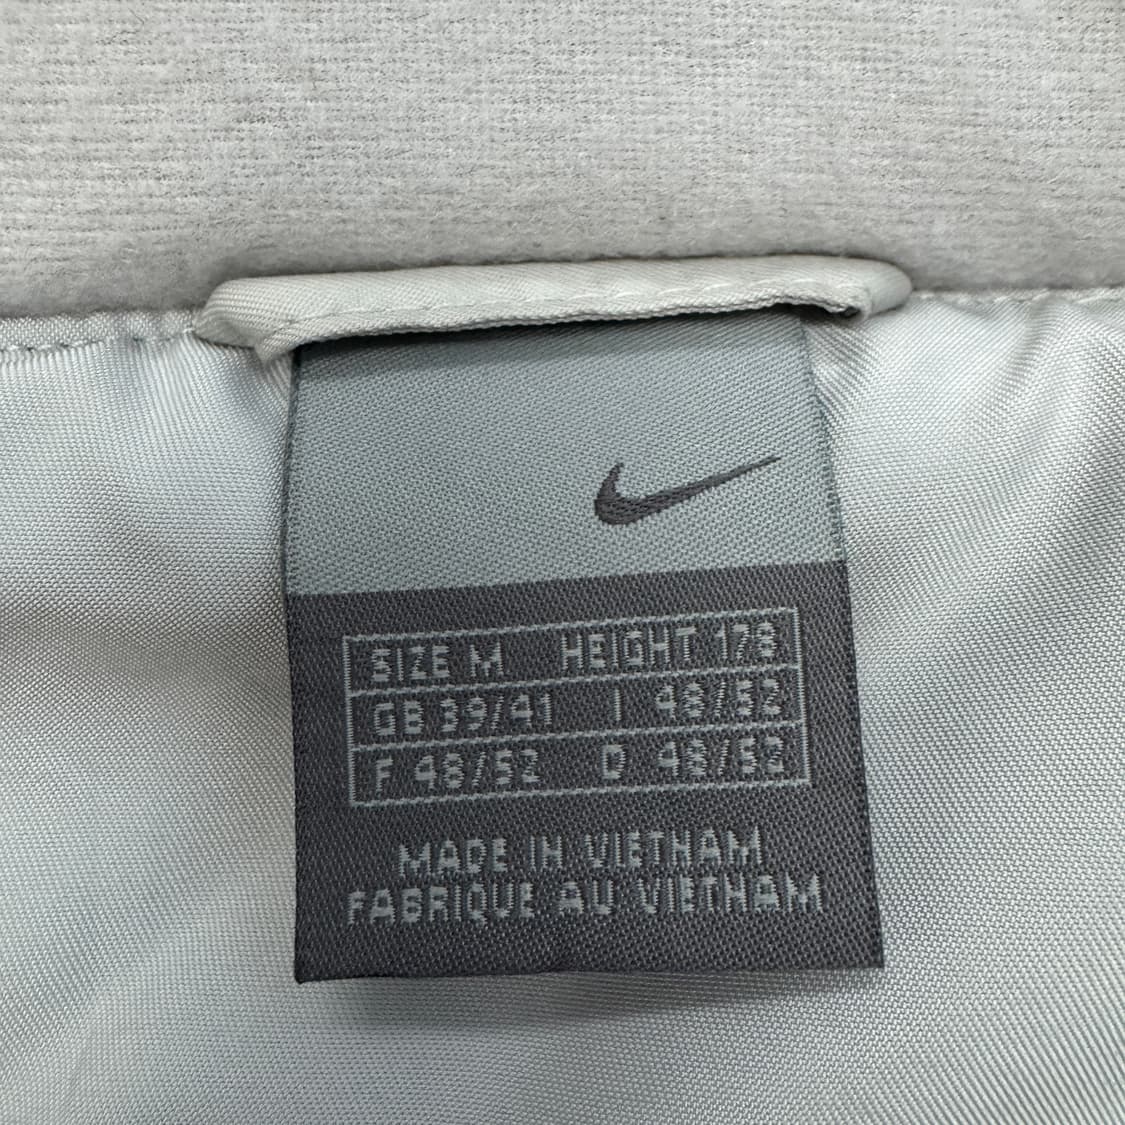 SIZE M HEIGHT 178
GB 39/41 I 48/52
F 48/52 D 48/52
MADE IN VIETNAM
FABRIQUE AU VIETNAM